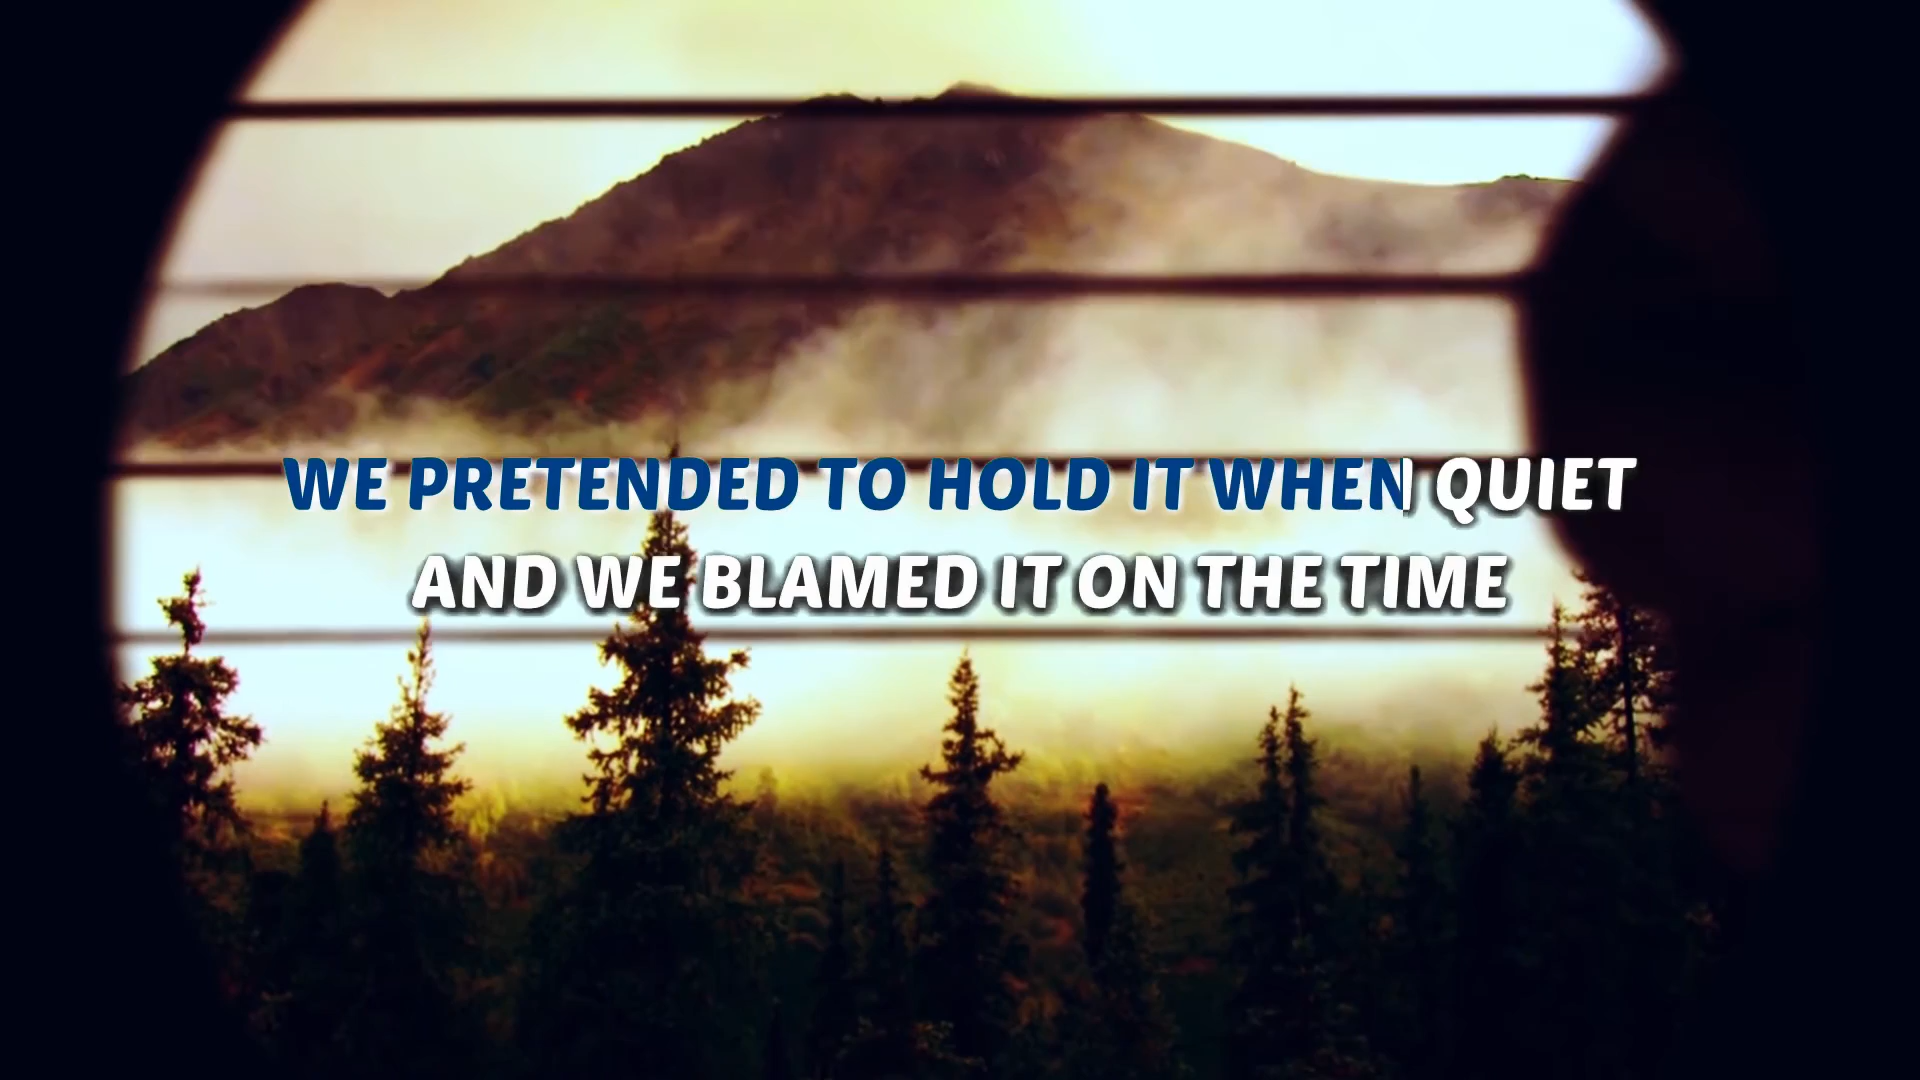 WE PRETENDED TO HOLD IT WHEN QUIET
AND WE BLAMED IT ON THE TIME